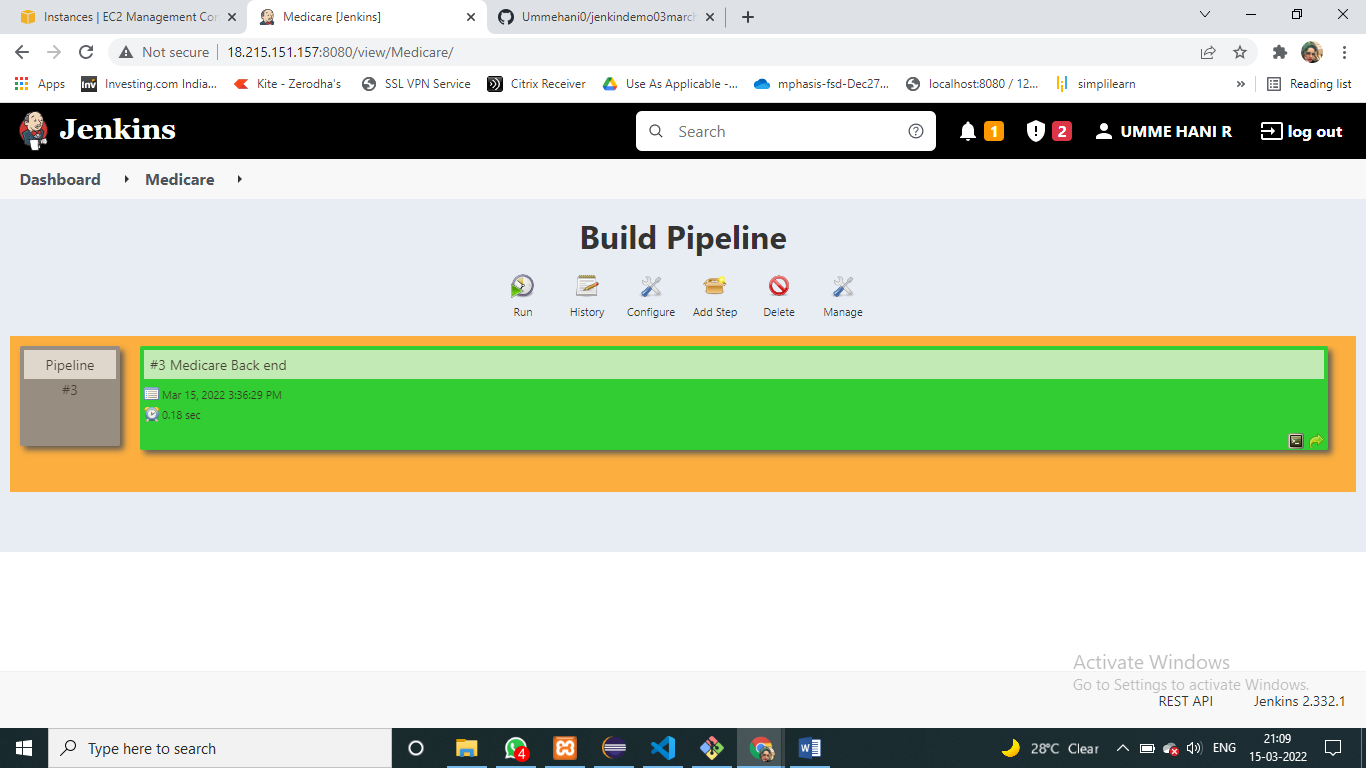 Instances | EC2 Management Con
Medicare [Jenkins]
Ummehani0/jenkindemo03march
Not secure
18.215.151.157:8080/view/Medicare/
Apps
Inv
Investing.com India...
Kite - Zerodha's
SSL VPN Service
Citrix Receiver
Use As Applicable -...
mphasis-fsd-Dec27...
localhost:8080 / 12...
simplilearn
»
Reading list
Jenkins
Search
1
2
UMME HANI R
log out
Dashboard
Medicare
Build Pipeline
Run
History
Configure
Add Step
Delete
Manage
Pipeline
#3
#3 Medicare Back end
Mar 15, 2022 3:36:29 PM
0.18 sec
Activate Windows
Go to Settings to activate Windows.
REST API
Jenkins 2.332.1
Type here to search
4
28°C Clear
ENG
21:09
15-03-2022